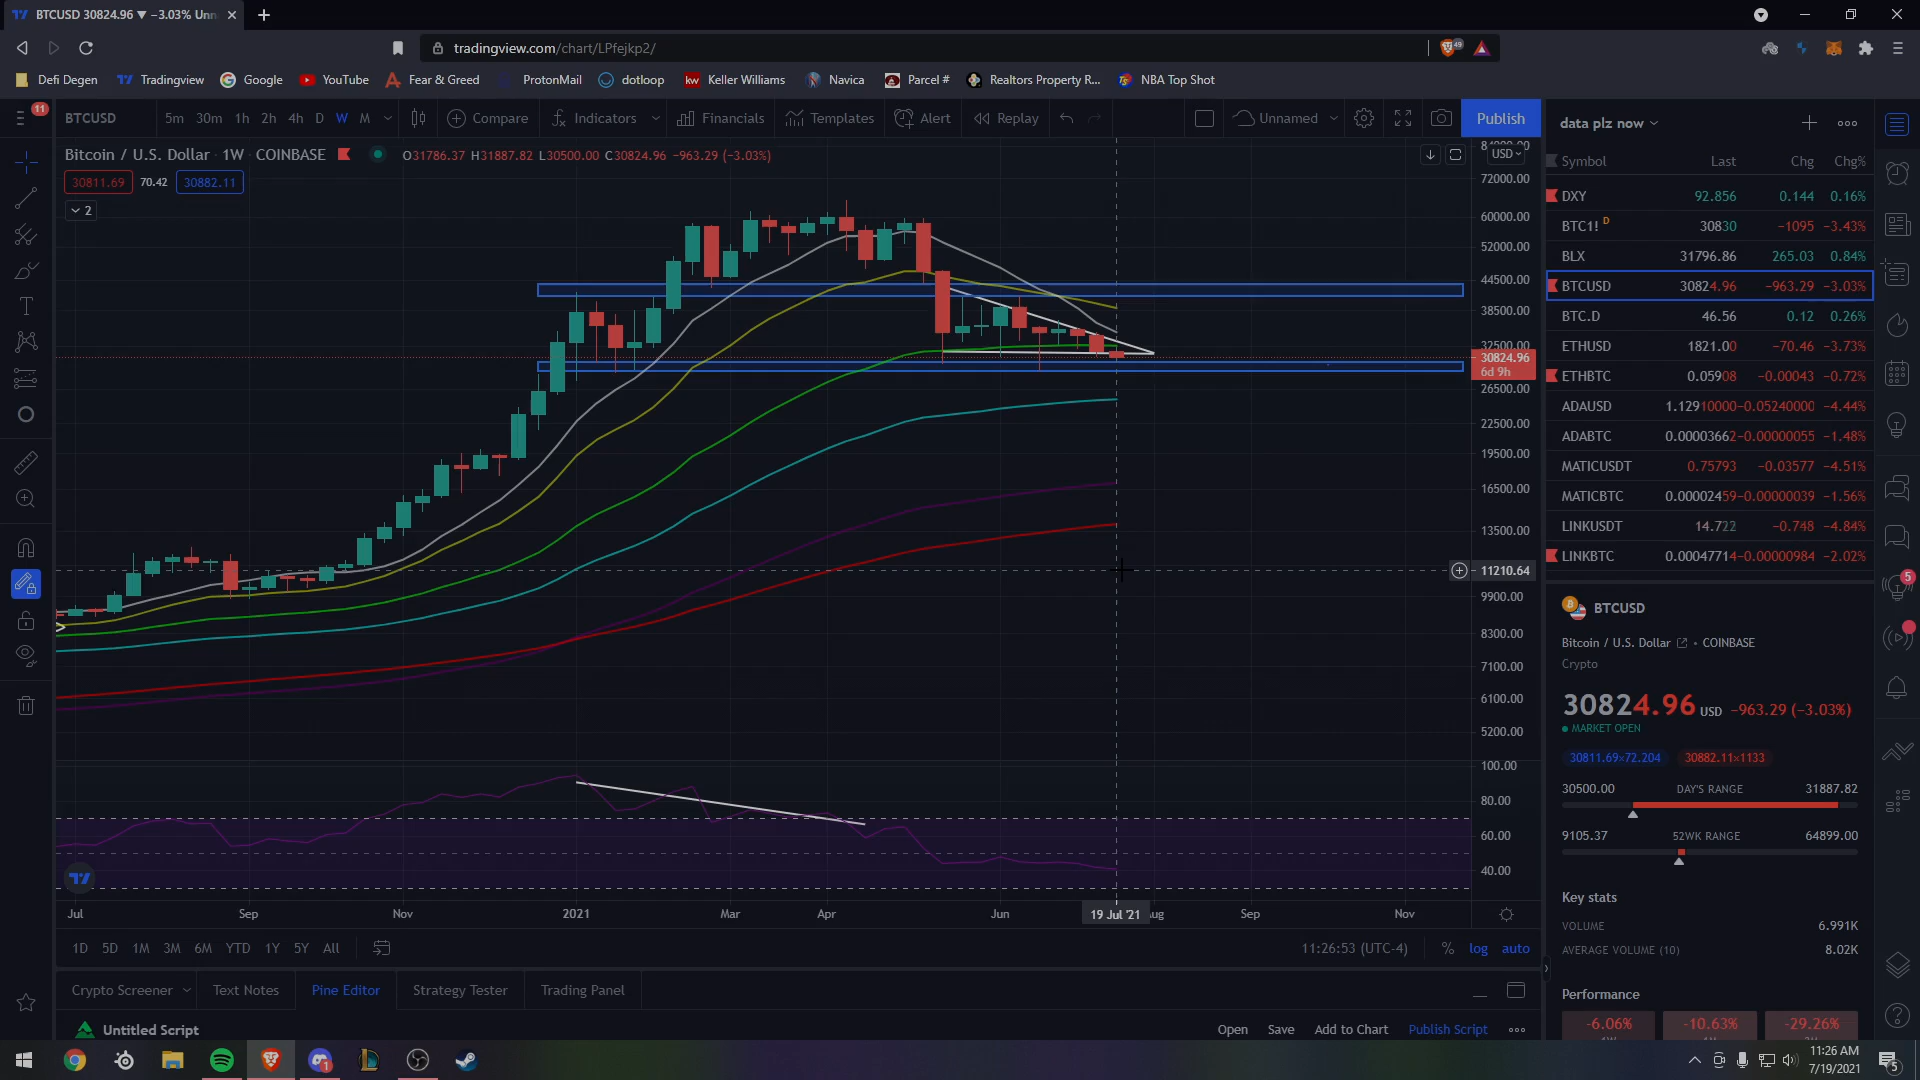 BTCUSD 30824.96 ▼ −3.03% Unn
tradingview.com/chart/LPfejkp2/
49
Defi Degen Tradingview Google YouTube Fear & Greed ProtonMail dotloop Keller Williams Navica Parcel # Realtors Property R... NBA Top Shot
11
BTCUSD 5m 30m 1h 2h 4h D W M Compare Indicators Financials Templates Alert Replay Unnamed Publish
Bitcoin / U.S. Dollar · 1W · COINBASE O31786.37 H31887.82 L30500.00 C30824.96 −963.29 (−3.03%)
30811.69 70.42 30882.11
2
USD
72000.00
60000.00
52000.00
44500.00
38500.00
30824.96
6d 9h
26500.00
22500.00
19500.00
16500.00
13500.00
11210.64
9900.00
8300.00
7100.00
6100.00
5200.00
100.00
80.00
60.00
40.00
Jul Sep Nov 2021 Mar Apr Jun 19 Jul '21 Sep Nov
1D 5D 1M 3M 6M YTD 1Y 5Y All 11:26:53 (UTC-4) % log auto
Crypto Screener Text Notes Pine Editor Strategy Tester Trading Panel
Untitled Script Open Save Add to Chart Publish Script
data plz now
Symbol Last Chg Chg%
DXY 92.856 0.144 0.16%
BTC1! D 30830 −1095 −3.43%
BLX 31796.86 265.03 0.84%
BTCUSD 30824.96 −963.29 −3.03%
BTC.D 46.56 0.12 0.26%
ETHUSD 1821.00 −70.46 −3.73%
ETHBTC 0.05908 −0.00043 −0.72%
ADAUSD 1.12910000−0.05240000 −4.44%
ADABTC 0.00003662−0.00000055 −1.48%
MATICUSDT 0.75793 −0.03577 −4.51%
MATICBTC 0.00002459−0.00000039 −1.56%
LINKUSDT 14.722 −0.748 −4.84%
LINKBTC 0.00047714−0.00000984 −2.02%
BTCUSD
Bitcoin / U.S. Dollar • COINBASE
Crypto
30824.96 USD −963.29 (−3.03%)
MARKET OPEN
30811.69×72.204 30882.11×1133
30500.00 DAY'S RANGE 31887.82
9105.37 52WK RANGE 64899.00
Key stats
VOLUME 6.991K
AVERAGE VOLUME (10) 8.02K
Performance
-6.06% -10.63% -29.26%
5
1
11:26 AM
7/19/2021
5